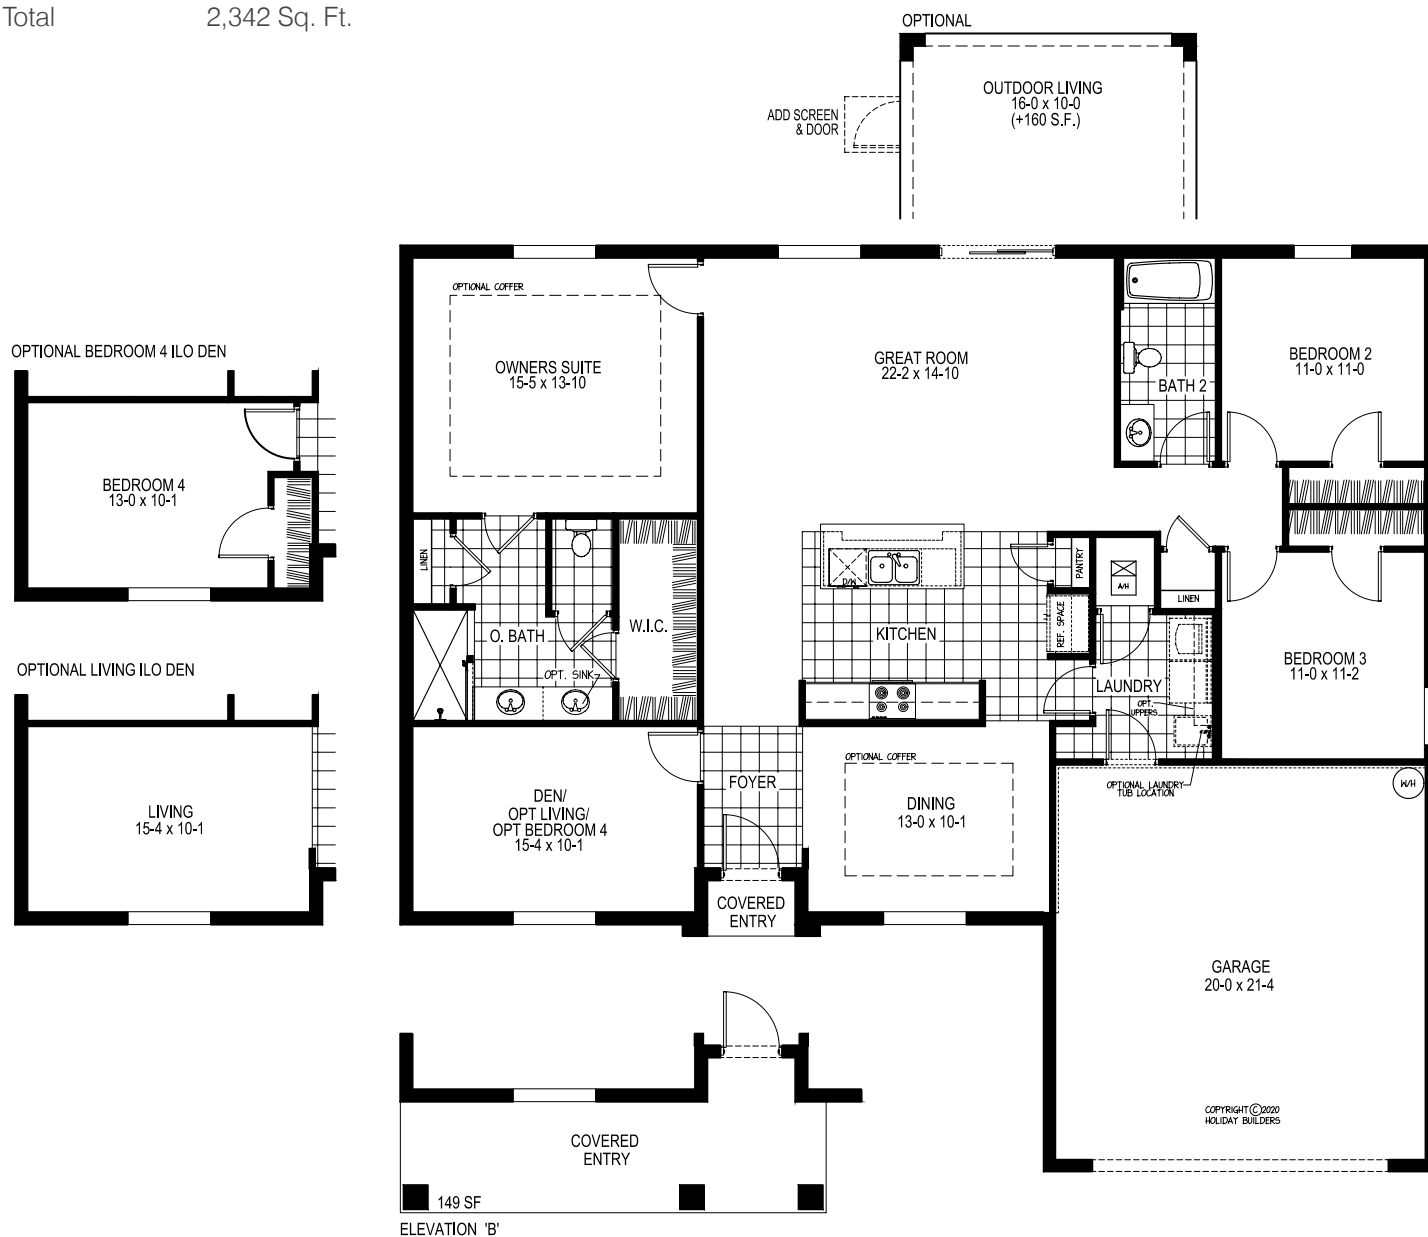 Total 2,342 Sq. Ft.
OPTIONAL
OUTDOOR LIVING
16-0 x 10-0
(+160 S.F.)
ADD SCREEN
& DOOR
OPTIONAL COFFER
OWNERS SUITE
15-5 x 13-10
GREAT ROOM
22-2 x 14-10
BATH 2
BEDROOM 2
11-0 x 11-0
OPTIONAL BEDROOM 4 ILO DEN
BEDROOM 4
13-0 x 10-1
LINEN
O. BATH
W.I.C.
OPT. SINK
D/W
KITCHEN
PANTRY
REF. SPACE
A/H
LINEN
LAUNDRY
OPT.
UPPERS
BEDROOM 3
11-0 x 11-2
OPTIONAL LIVING ILO DEN
LIVING
15-4 x 10-1
DEN/
OPT LIVING/
OPT BEDROOM 4
15-4 x 10-1
FOYER
OPTIONAL COFFER
DINING
13-0 x 10-1
OPTIONAL LAUNDRY
TUB LOCATION
W/H
COVERED
ENTRY
GARAGE
20-0 x 21-4
COPYRIGHT © 2020
HOLIDAY BUILDERS
COVERED
ENTRY
149 SF
ELEVATION 'B'